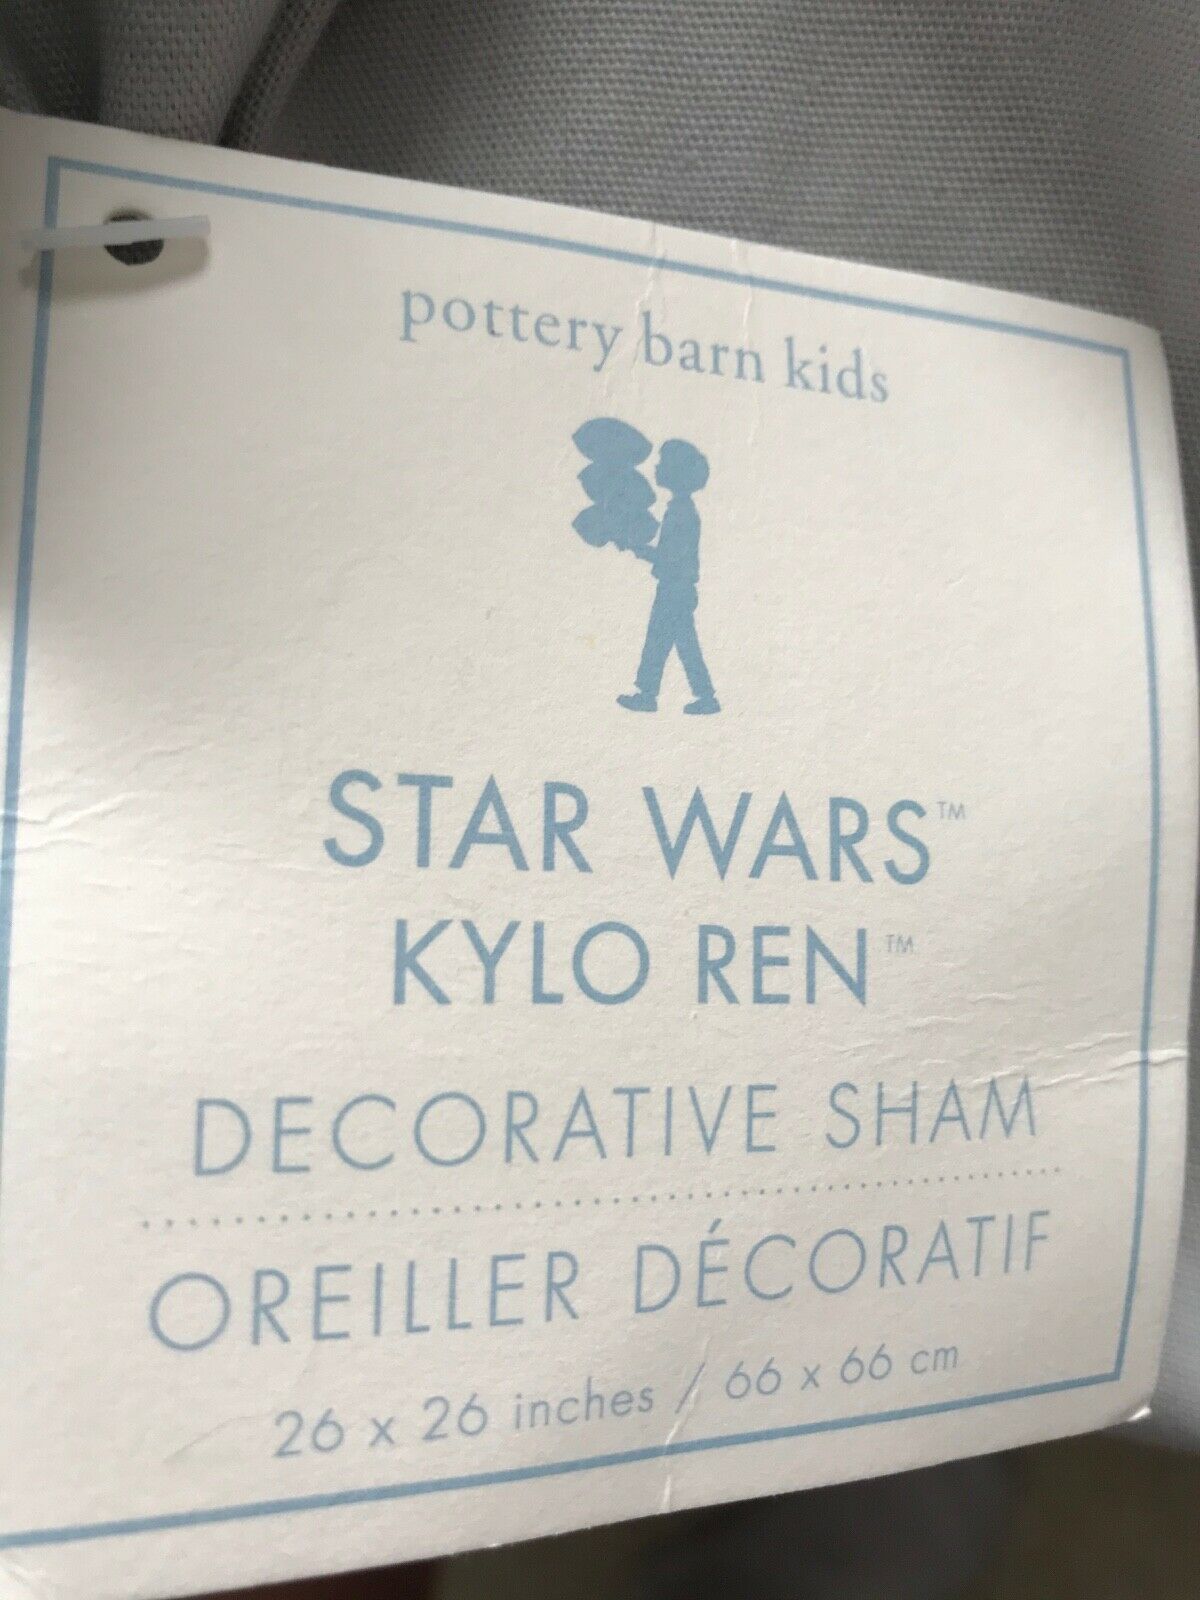 pottery barn kids
STAR WARS™
KYLO REN™
DECORATIVE SHAM
OREILLER DÉCORATIF
26 x 26 inches / 66 x 66 cm